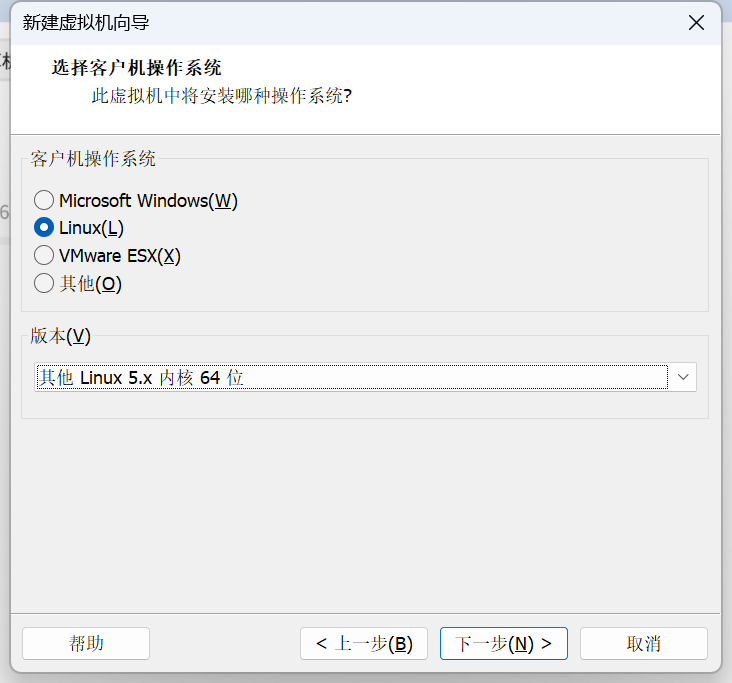 新建虚拟机向导
选择客户机操作系统
此虚拟机中将安装哪种操作系统?
客户机操作系统
Microsoft Windows(W)
Linux(L)
VMware ESX(X)
其他(O)
版本(V)
其他 Linux 5.x 内核 64 位
帮助
< 上一步(B)
下一步(N) >
取消